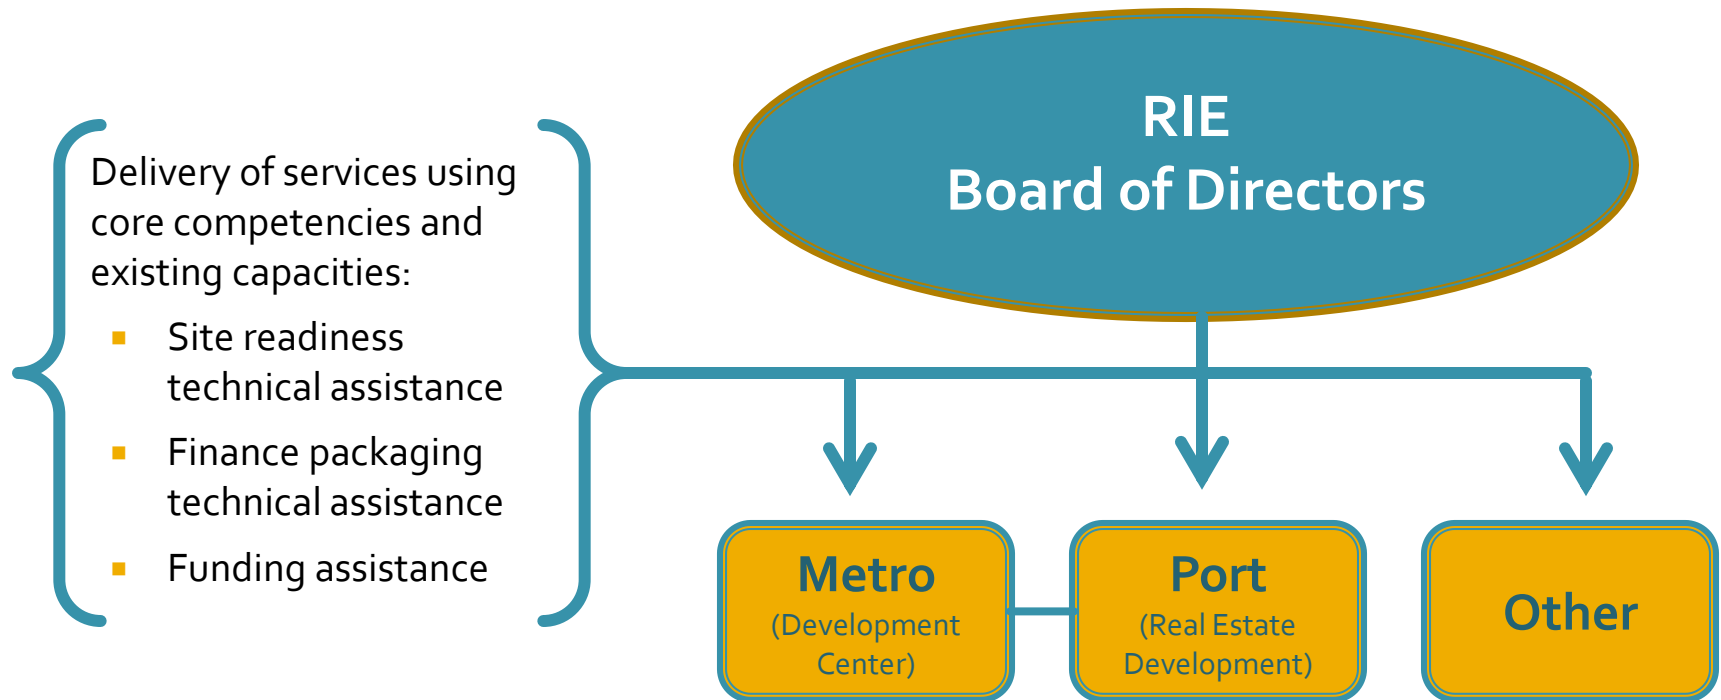 RIE
Board of Directors
Delivery of services using
core competencies and
existing capacities:
Site readiness
technical assistance
Finance packaging
technical assistance
Funding assistance
Metro
(Development
Center)
Port
(Real Estate
Development)
Other